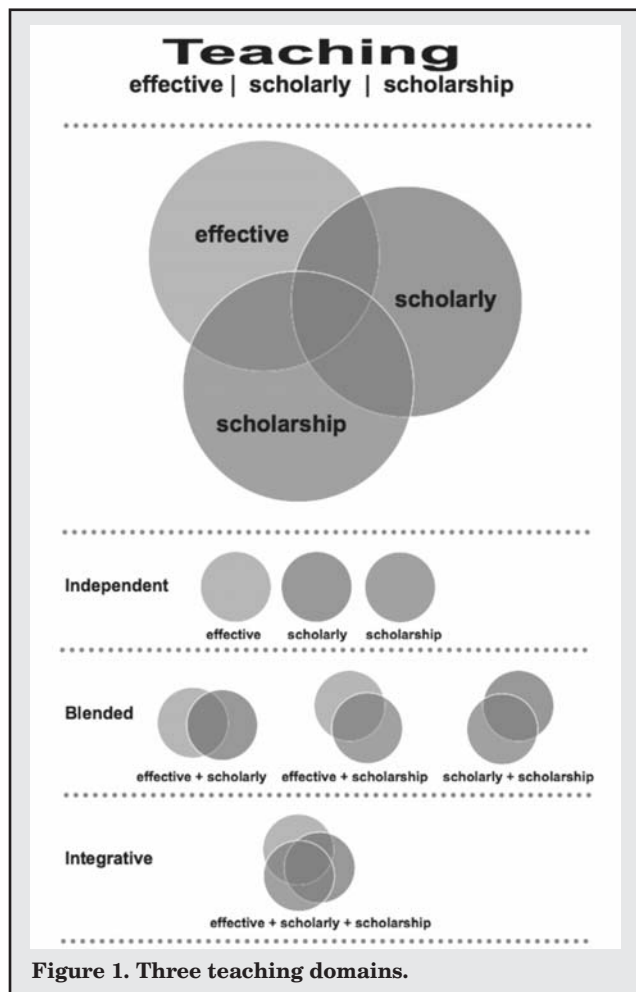 Teaching
effective | scholarly | scholarship
effective
scholarly
scholarship
Independent
effective scholarly scholarship
Blended
effective + scholarly effective + scholarship scholarly + scholarship
Integrative
effective + scholarly + scholarship
Figure 1. Three teaching domains.